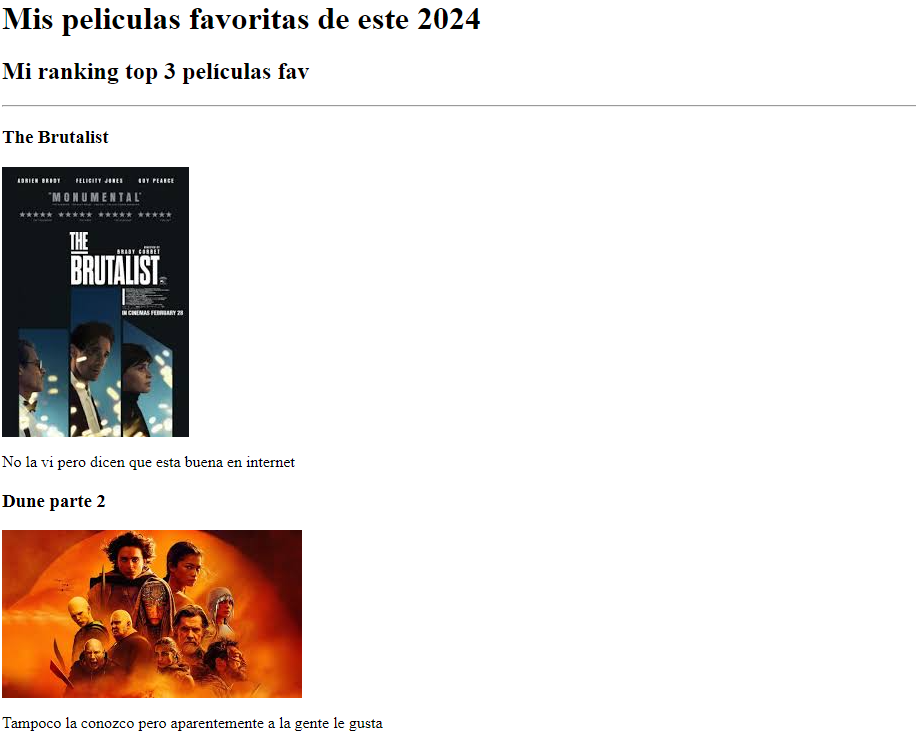 Mis peliculas favoritas de este 2024
Mi ranking top 3 películas fav
The Brutalist
ADRIEN BRODY FELICITY JONES GUY PEARCE
"MONUMENTAL"
THE
BRUTALIST
BRADY CORBET
IN CINEMAS FEBRUARY 28
No la vi pero dicen que esta buena en internet
Dune parte 2
Tampoco la conozco pero aparentemente a la gente le gusta